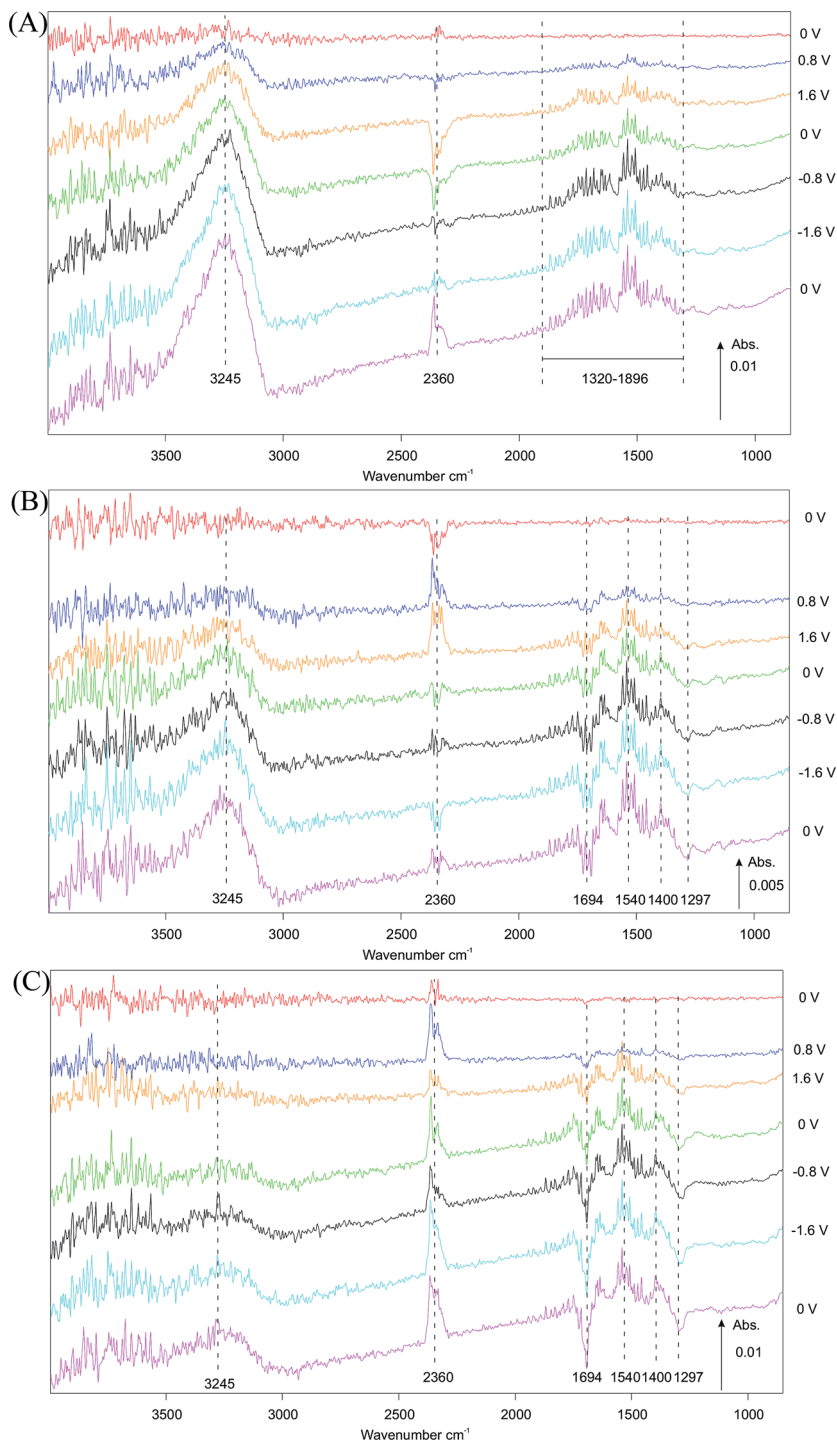 (A)
0 V
0.8 V
1.6 V
0 V
-0.8 V
-1.6 V
0 V
Abs.
0.01
3245
2360
1320-1896
3500
3000
2500
2000
1500
1000
Wavenumber cm⁻¹
(B)
0 V
0.8 V
1.6 V
0 V
-0.8 V
-1.6 V
0 V
Abs.
0.005
3245
2360
1694
1540
1400
1297
3500
3000
2500
2000
1500
1000
Wavenumber cm⁻¹
(C)
0 V
0.8 V
1.6 V
0 V
-0.8 V
-1.6 V
0 V
Abs.
0.01
3245
2360
1694
1540
1400
1297
3500
3000
2500
2000
1500
1000
Wavenumber cm⁻¹